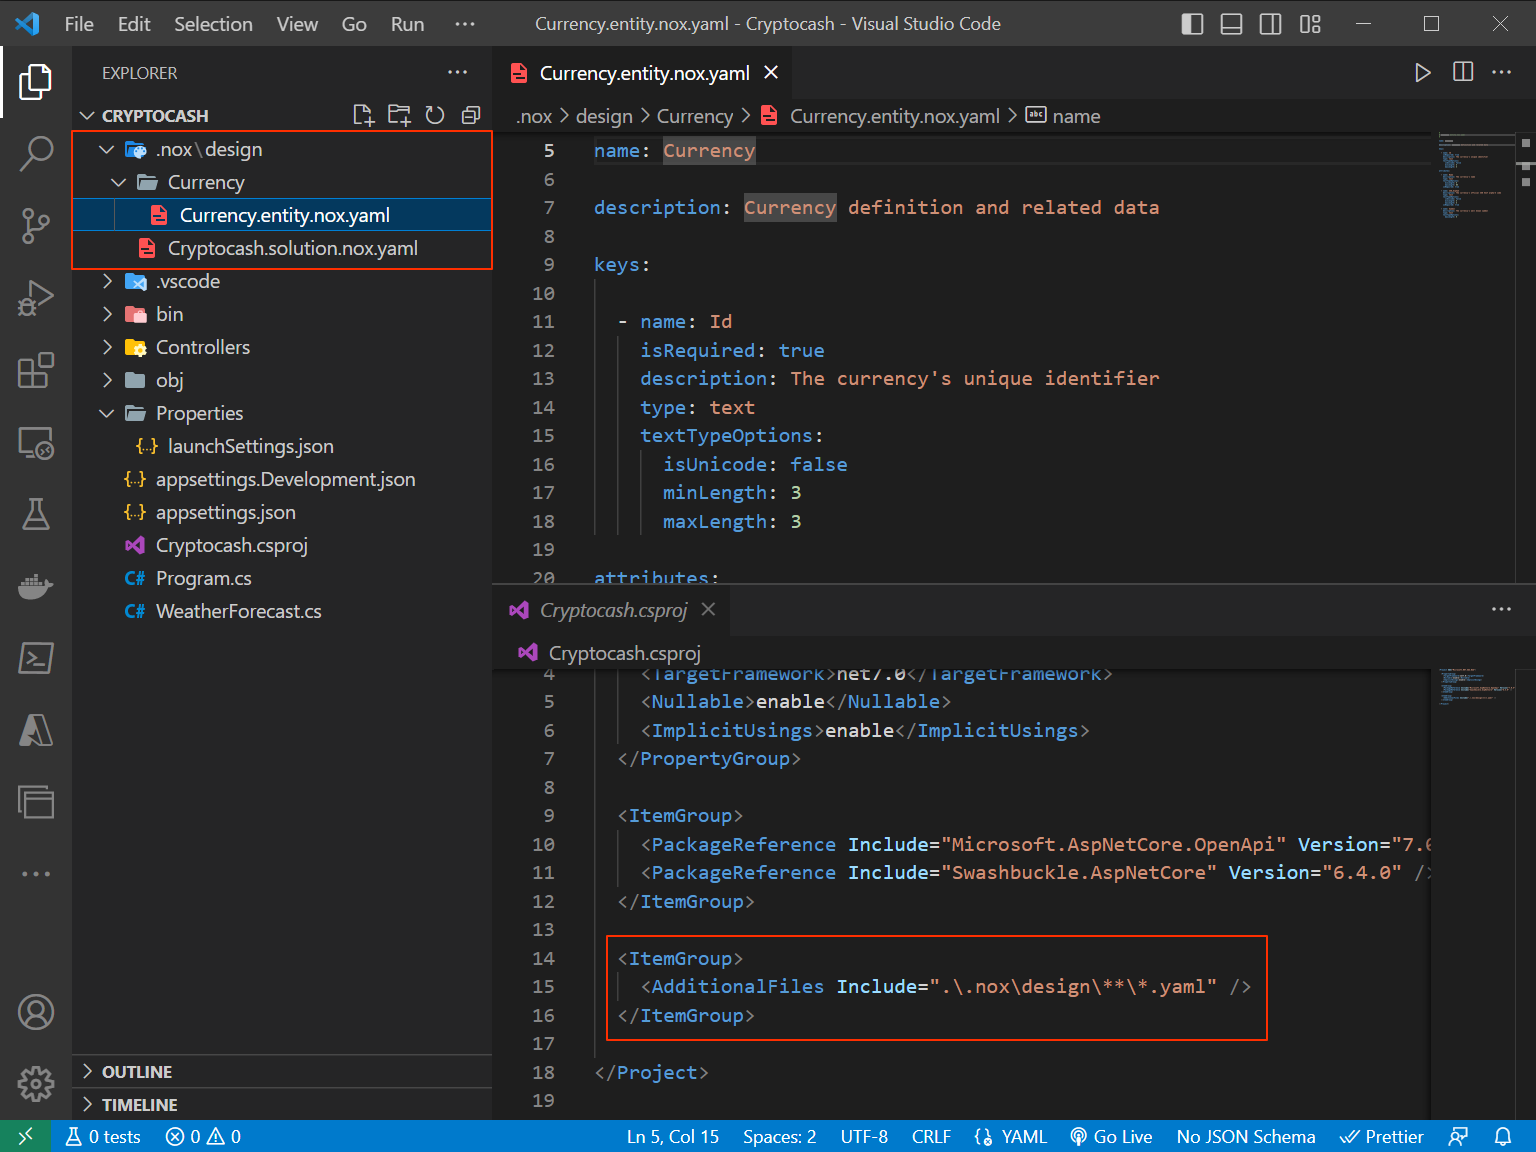 File Edit Selection View Go Run ··· Currency.entity.nox.yaml - Cryptocash - Visual Studio Code
EXPLORER ···
CRYPTOCASH
.nox\design
Currency
Currency.entity.nox.yaml
Cryptocash.solution.nox.yaml
.vscode
bin
Controllers
obj
Properties
{..} launchSettings.json
{..} appsettings.Development.json
{..} appsettings.json
Cryptocash.csproj
C# Program.cs
C# WeatherForecast.cs
OUTLINE
TIMELINE
Currency.entity.nox.yaml
.nox > design > Currency > Currency.entity.nox.yaml > abc name
5 name: Currency
6
7 description: Currency definition and related data
8
9 keys:
10
11 - name: Id
12 isRequired: true
13 description: The currency's unique identifier
14 type: text
15 textTypeOptions:
16 isUnicode: false
17 minLength: 3
18 maxLength: 3
19
20 attributes:
Cryptocash.csproj
Cryptocash.csproj
4 <TargetFramework>net7.0</TargetFramework>
5 <Nullable>enable</Nullable>
6 <ImplicitUsings>enable</ImplicitUsings>
7 </PropertyGroup>
8
9 <ItemGroup>
10 <PackageReference Include="Microsoft.AspNetCore.OpenApi" Version="7.0
11 <PackageReference Include="Swashbuckle.AspNetCore" Version="6.4.0" />
12 </ItemGroup>
13
14 <ItemGroup>
15 <AdditionalFiles Include=".\.nox\design\**\*.yaml" />
16 </ItemGroup>
17
18 </Project>
19
0 tests 0 0 Ln 5, Col 15 Spaces: 2 UTF-8 CRLF YAML Go Live No JSON Schema Prettier